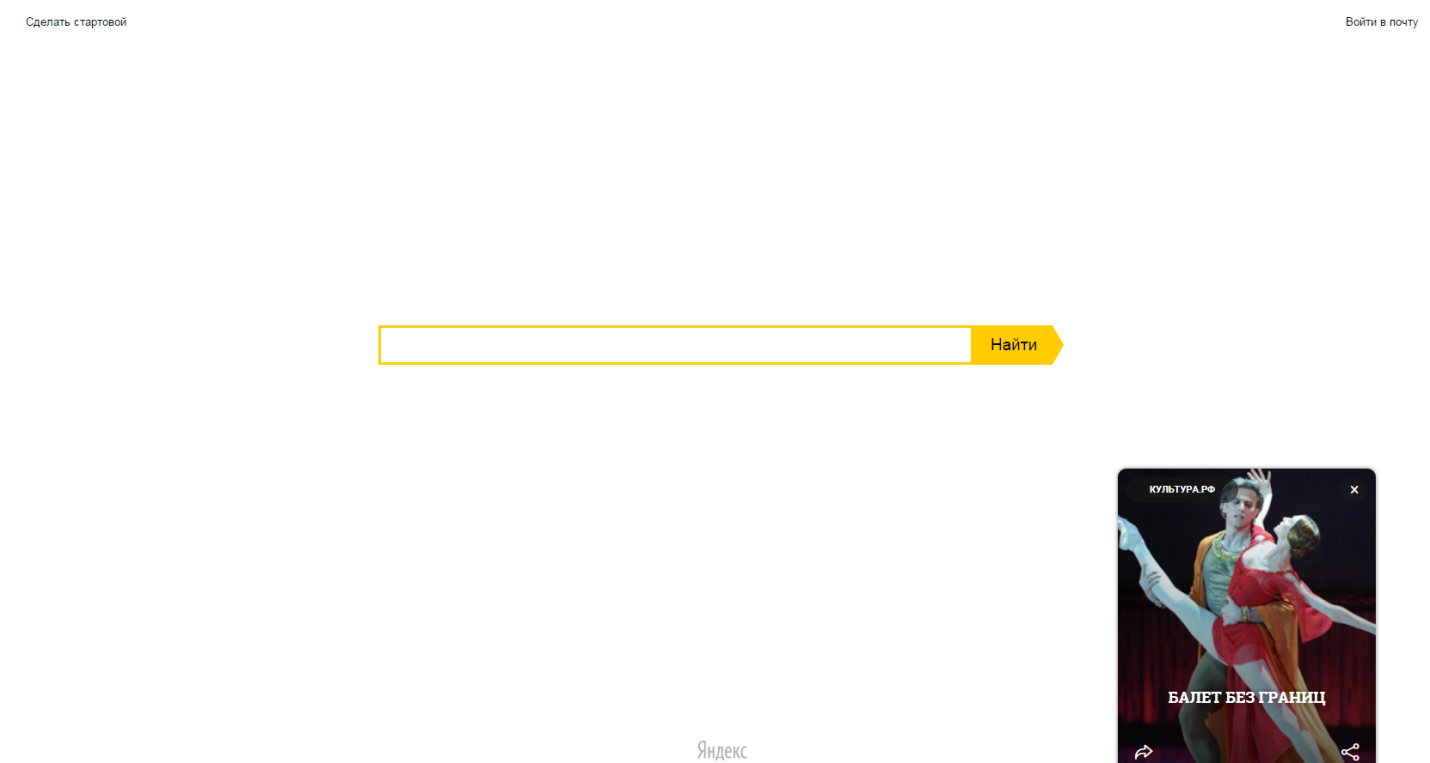 Сделать стартовой
Войти в почту
Найти
КУЛЬТУРА.РФ
БАЛЕТ БЕЗ ГРАНИЦ
Яндекс